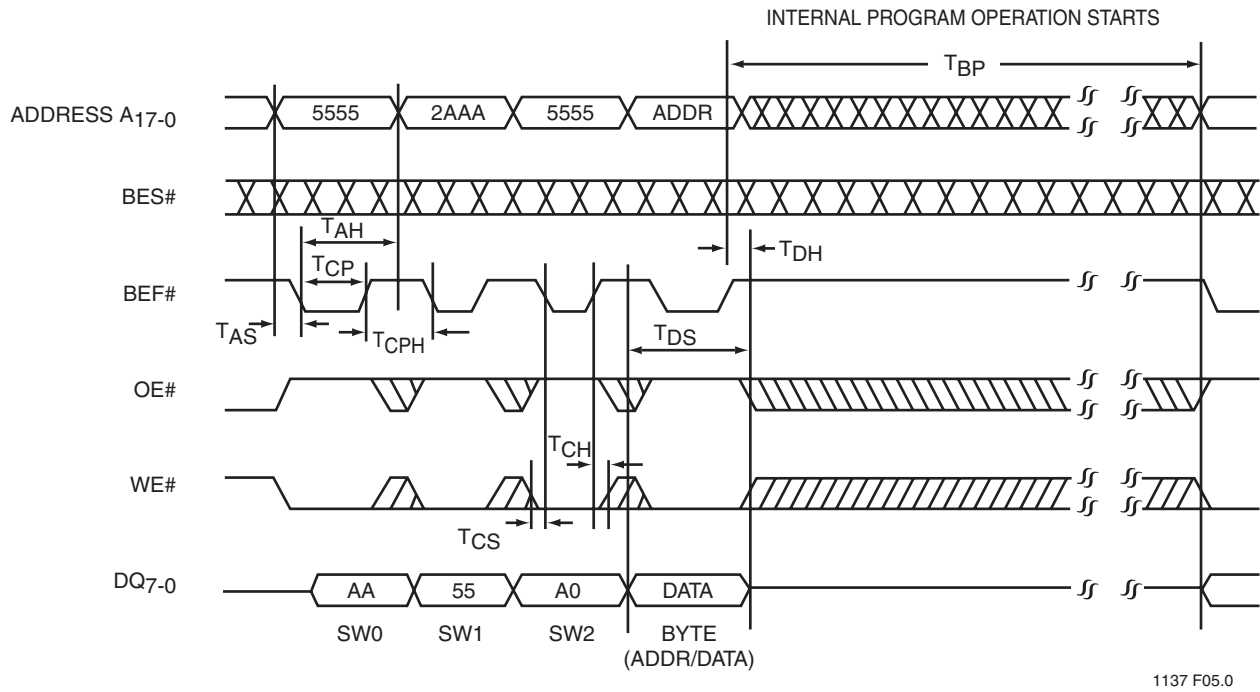 INTERNAL PROGRAM OPERATION STARTS
TBP
ADDRESS A17-0
5555
2AAA
5555
ADDR
BES#
TAH
TDH
TCP
BEF#
TAS
TCPH
TDS
OE#
TCH
WE#
TCS
DQ7-0
AA
55
A0
DATA
SW0
SW1
SW2
BYTE
(ADDR/DATA)
1137 F05.0